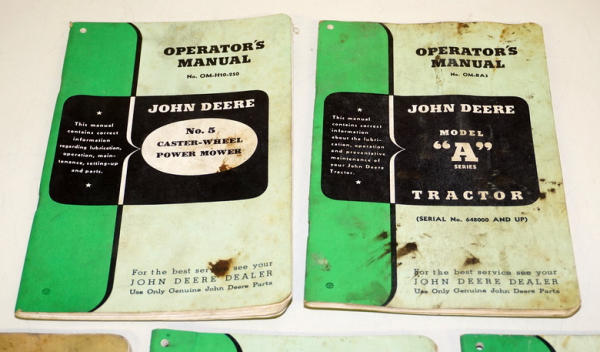 OPERATOR'S
MANUAL
No. OM-H10-250
JOHN DEERE
★
This manual
contains correct
information
regarding lubrication,
operation, main-
tenance, setting-up
and parts.
★
No. 5
CASTER-WHEEL
POWER MOWER
For the best service see your
JOHN DEERE DEALER
Use Only Genuine John Deere Parts
OPERATOR'S
MANUAL
No. OM-RA3
JOHN DEERE
★
This manual
contains correct
information
about the lubri-
cation, operation
and preventative
maintenance of
your John Deere
Tractor.
★
MODEL
"A"
SERIES
TRACTOR
(SERIAL No. 648000 AND UP)
For the best service see your
JOHN DEERE DEALER
Use Only Genuine John Deere Parts